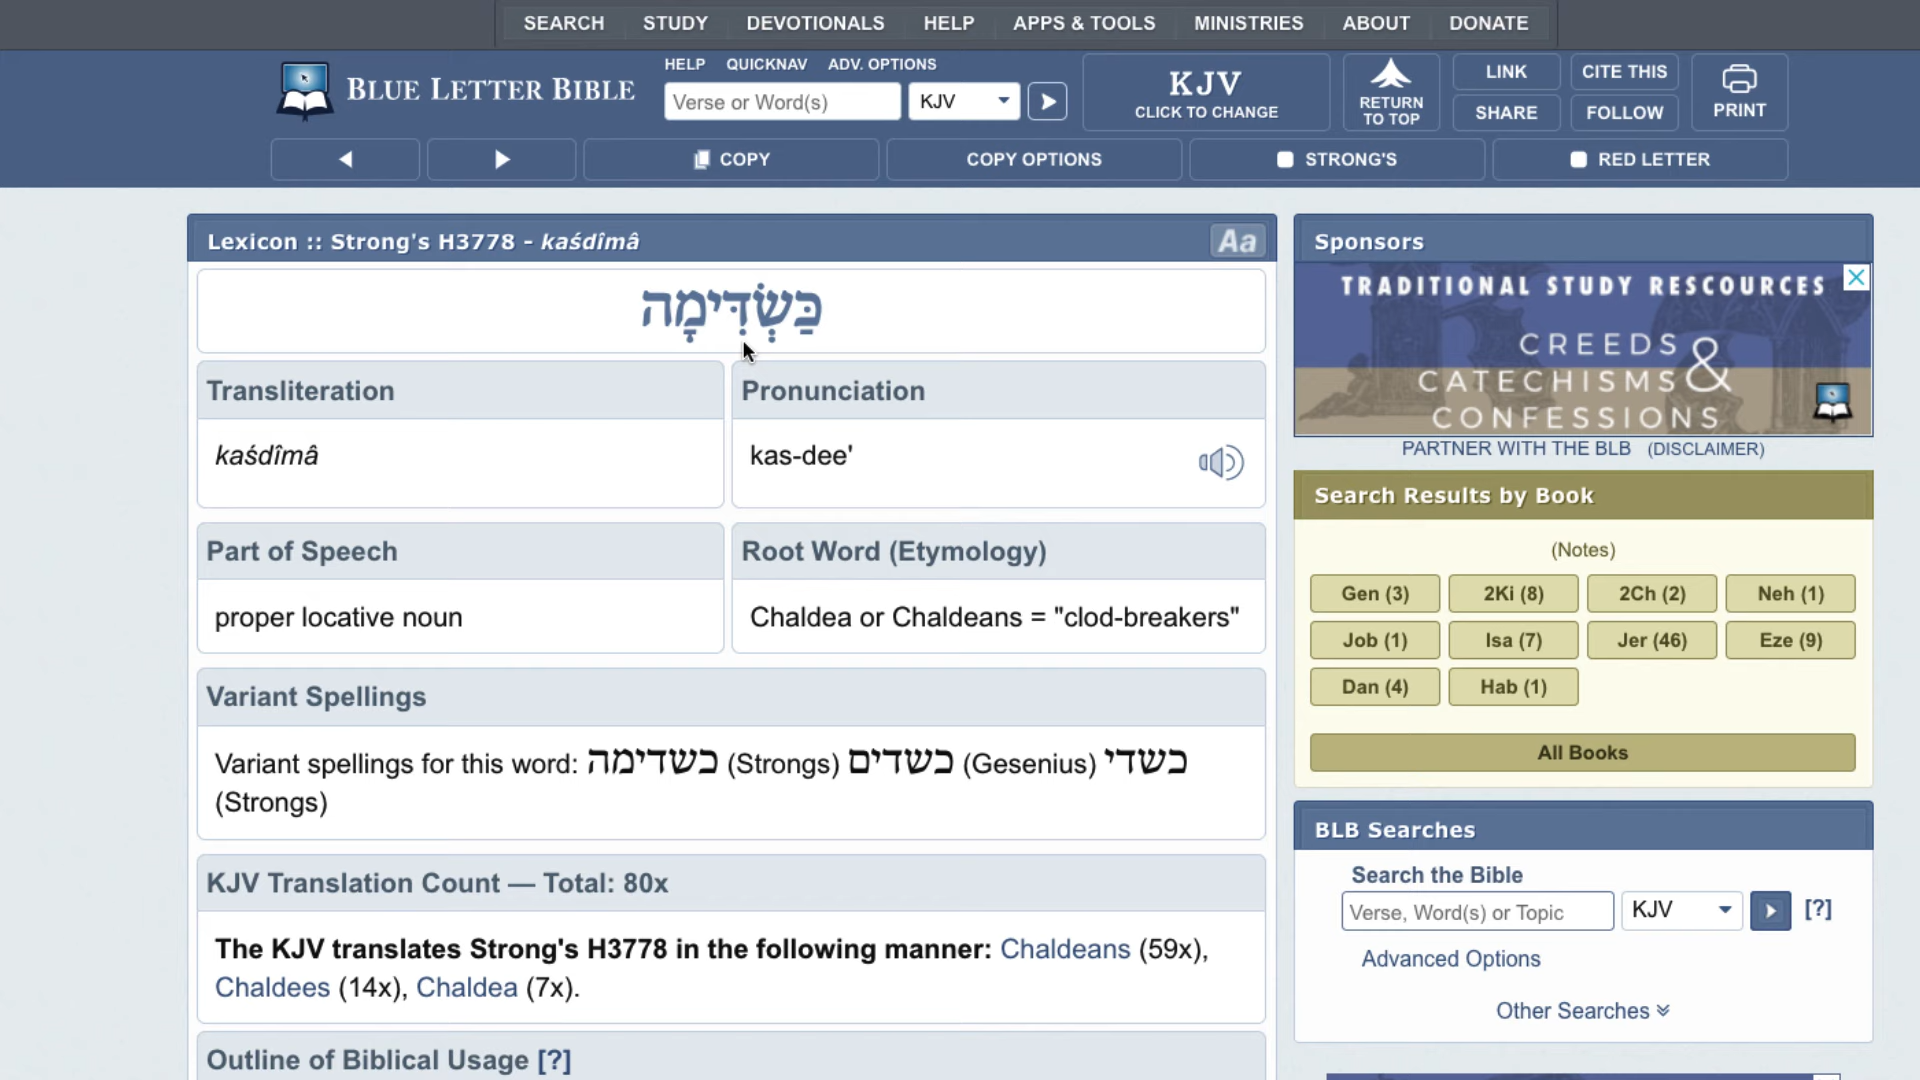 SEARCH STUDY DEVOTIONALS HELP APPS & TOOLS MINISTRIES ABOUT DONATE
BLUE LETTER BIBLE
HELP QUICKNAV ADV. OPTIONS
Verse or Word(s) KJV
KJV
CLICK TO CHANGE
RETURN
TO TOP
LINK CITE THIS
SHARE FOLLOW
PRINT
COPY COPY OPTIONS STRONG'S RED LETTER
Lexicon :: Strong's H3778 - kaśdîmâ Aa
כַּשְׂדִּימָה
Transliteration
kaśdîmâ
Pronunciation
kas-dee'
Part of Speech
proper locative noun
Root Word (Etymology)
Chaldea or Chaldeans = "clod-breakers"
Variant Spellings
Variant spellings for this word: כשדימה (Strongs) כשדים (Gesenius) כשדי
(Strongs)
KJV Translation Count — Total: 80x
The KJV translates Strong's H3778 in the following manner: Chaldeans (59x),
Chaldees (14x), Chaldea (7x).
Outline of Biblical Usage [?]
Sponsors
TRADITIONAL STUDY RESCOURCES
CREEDS
CATECHISMS &
CONFESSIONS
PARTNER WITH THE BLB (DISCLAIMER)
Search Results by Book
(Notes)
Gen (3) 2Ki (8) 2Ch (2) Neh (1)
Job (1) Isa (7) Jer (46) Eze (9)
Dan (4) Hab (1)
All Books
BLB Searches
Search the Bible
Verse, Word(s) or Topic KJV [?]
Advanced Options
Other Searches